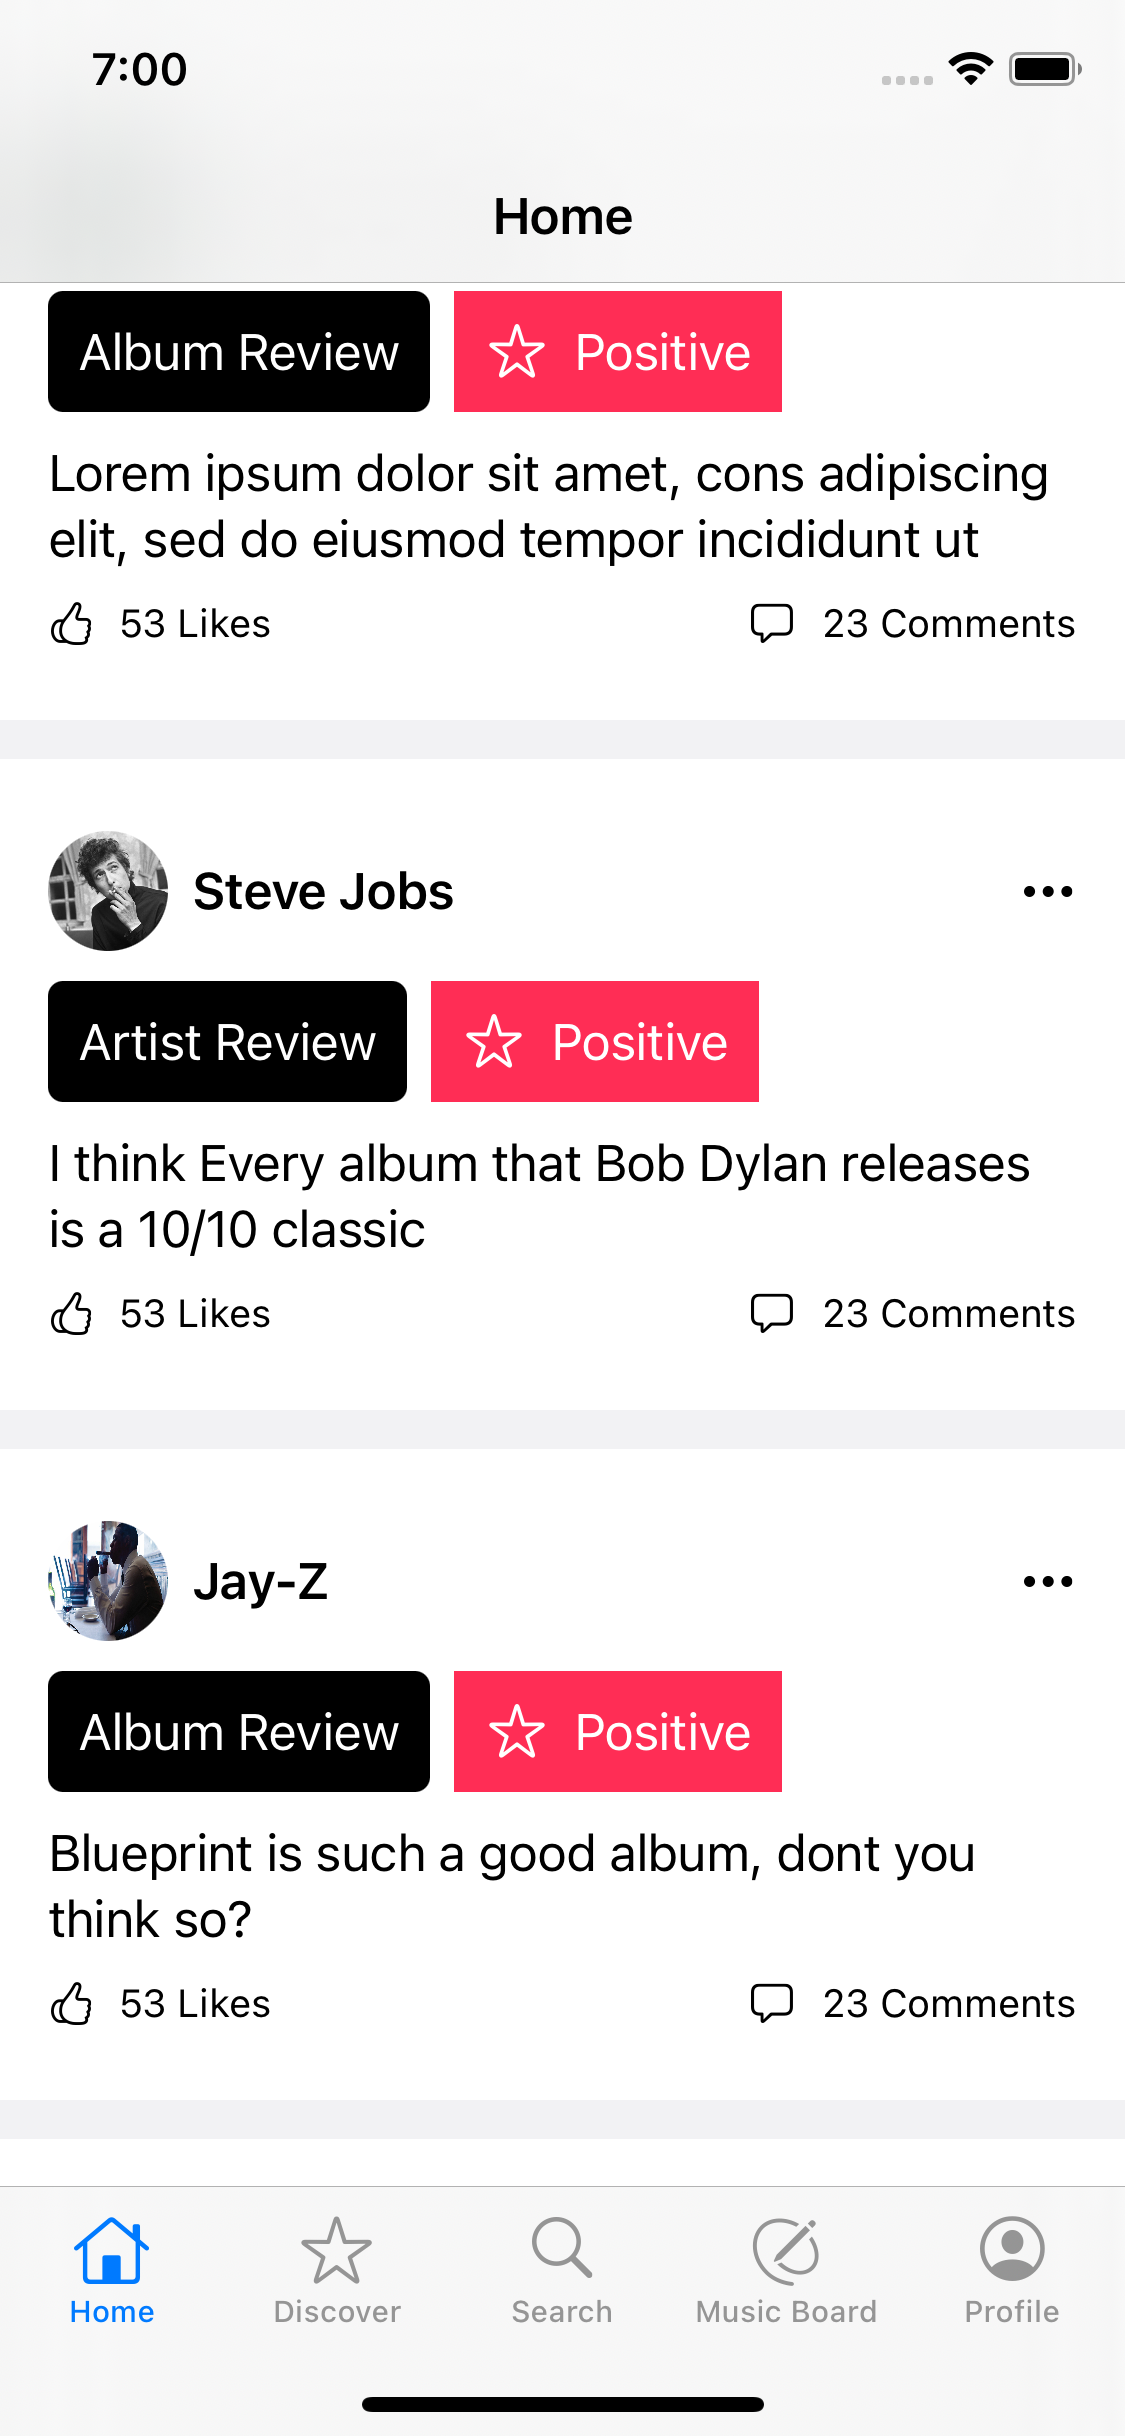 7:00
Home
Album Review
Positive
Lorem ipsum dolor sit amet, cons adipiscing
elit, sed do eiusmod tempor incididunt ut
53 Likes
23 Comments
Steve Jobs
Artist Review
Positive
I think Every album that Bob Dylan releases
is a 10/10 classic
53 Likes
23 Comments
Jay-Z
Album Review
Positive
Blueprint is such a good album, dont you
think so?
53 Likes
23 Comments
Home
Discover
Search
Music Board
Profile